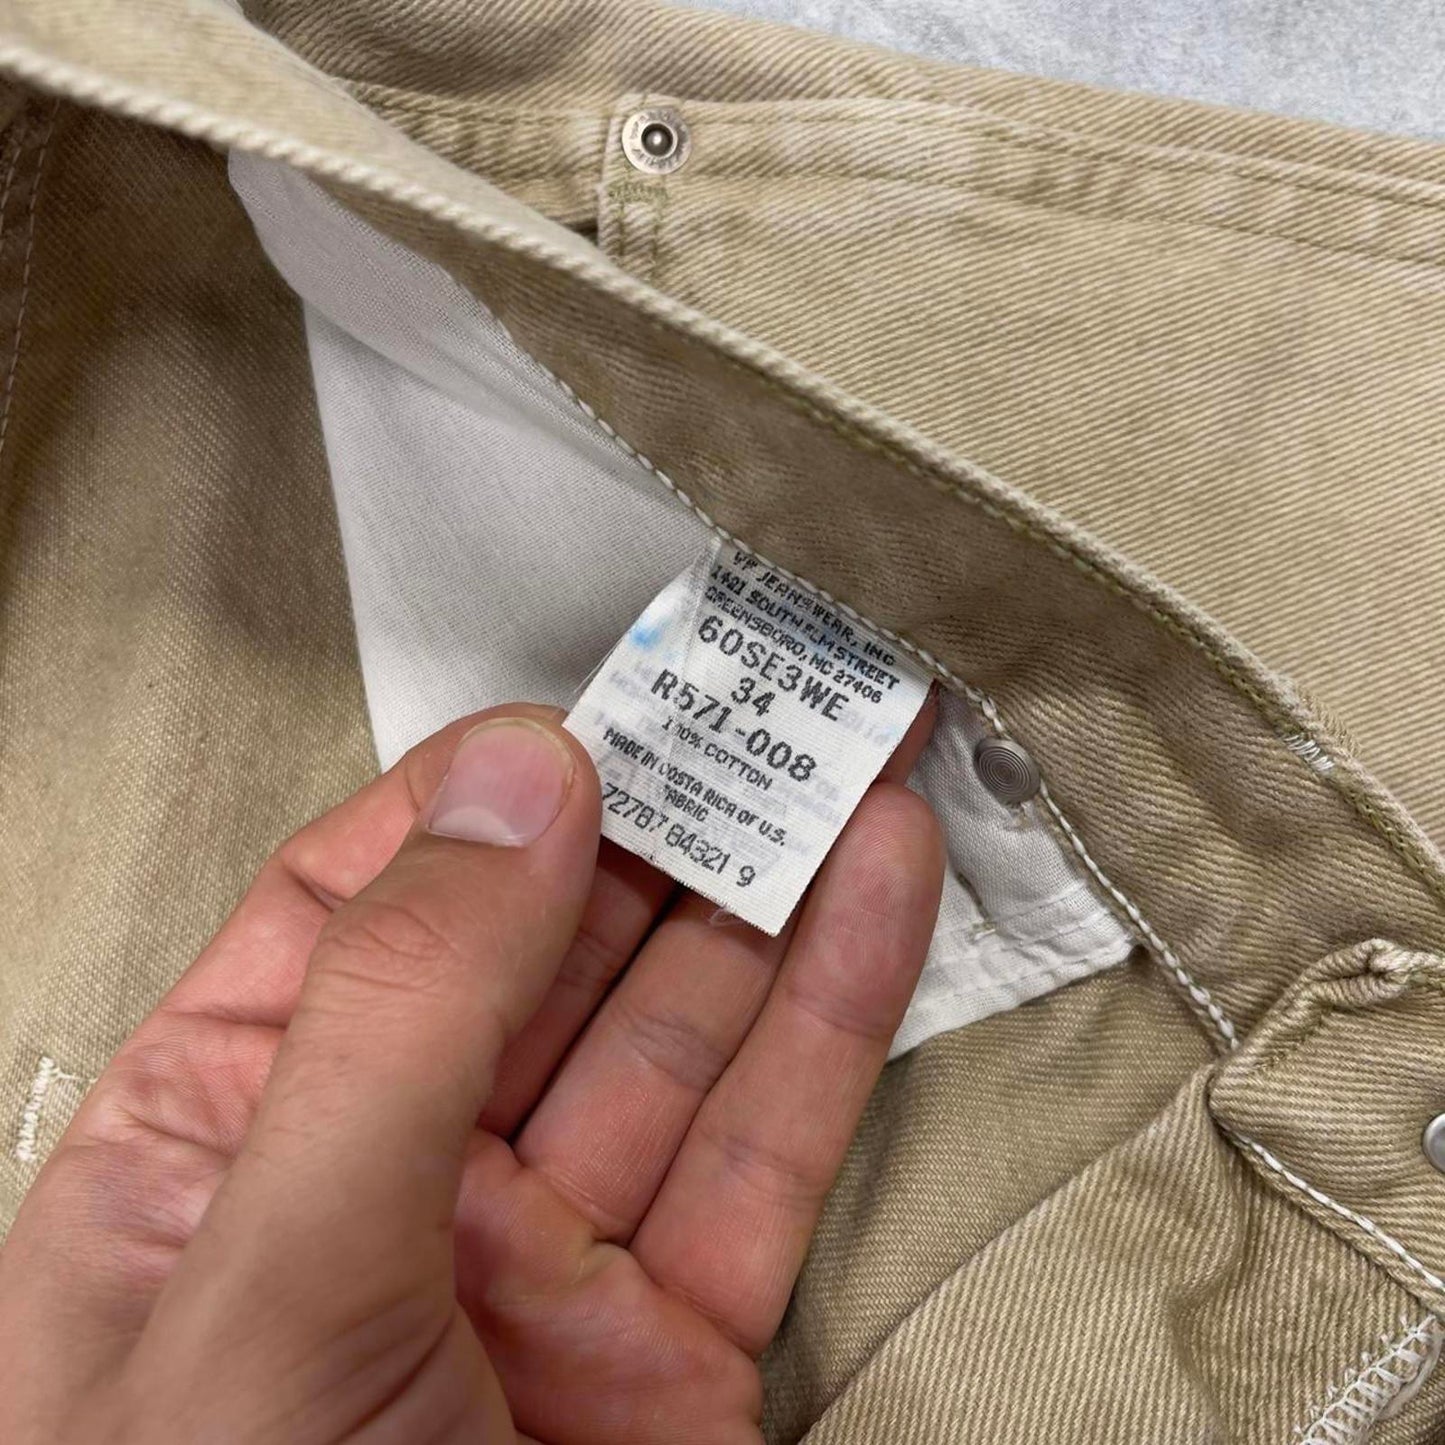 VF JEANSWEAR, INC
1421 SOUTH ELM STREET
GREENSBORO, NC 27406
60SE3WE
34
R571-008
100% COTTON
MADE IN COSTA RICA OF U.S.
FABRIC
72787 84321 9